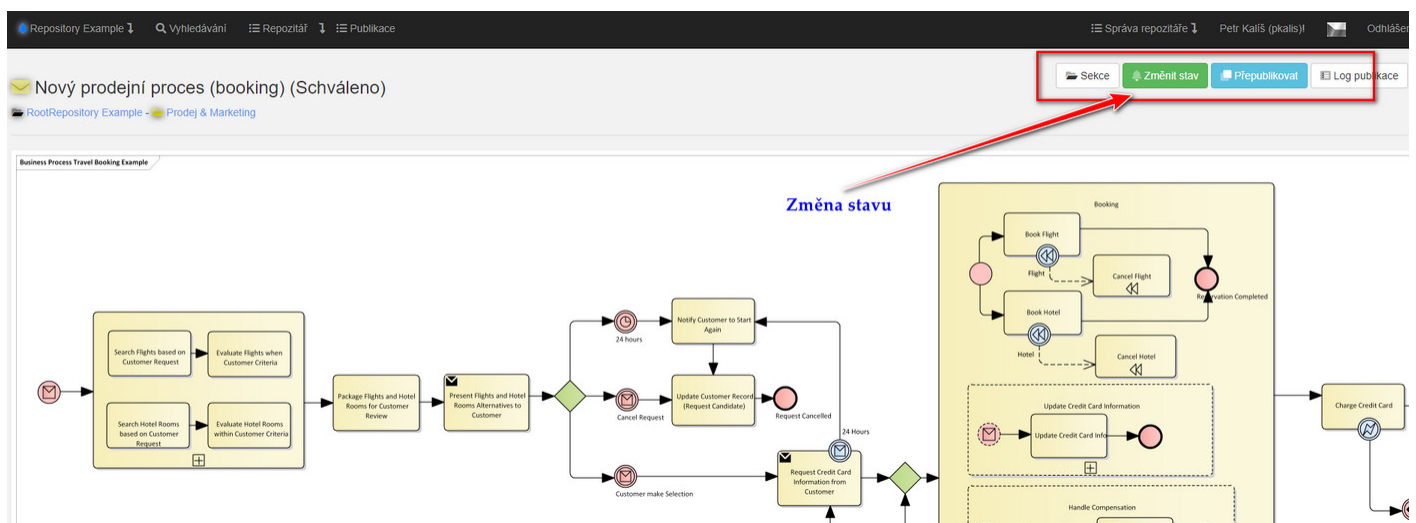 Repository Example
Vyhledávání
Repozitář
Publikace
Správa repozitáře
Petr Kališ (pkalis)!
Nový prodejní proces (booking) (Schváleno)
RootRepository Example - Prodej & Marketing
Sekce
Změnit stav
Přepublikovat
Log publikace
Změna stavu
Business Process Travel Booking Example
Search Flights based on
Customer Request
Evaluate Flights when
Customer Criteria
Search Hotel Rooms
based on Customer
Request
Evaluate Hotel Rooms
within Customer Criteria
Package Flights and Hotel
Rooms for Customer
Review
Present Flights and Hotel
Rooms Alternatives to
Customer
24 hours
Notify Customer to Start
Again
Cancel Request
Update Customer Record
(Request Candidate)
Request Cancelled
Customer make Selection
24 Hours
Request Credit Card
Information from
Customer
Booking
Book Flight
Flight
Cancel Flight
Book Hotel
Hotel
Cancel Hotel
Update Credit Card Information
Update Credit Card Info
Handle Compensation
Charge Credit Card